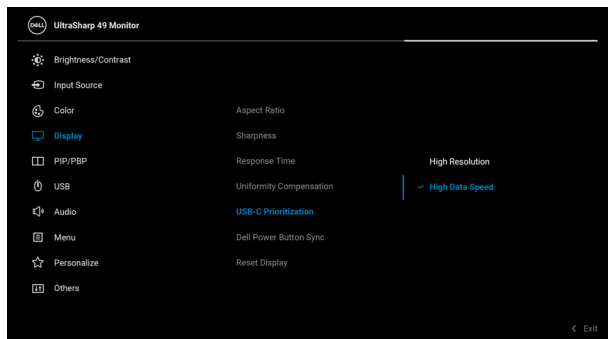 DELL UltraSharp 49 Monitor
Brightness/Contrast
Input Source
Color
Aspect Ratio
Display
Sharpness
PIP/PBP
Response Time
High Resolution
USB
Uniformity Compensation
High Data Speed
Audio
USB-C Prioritization
Menu
Dell Power Button Sync
Personalize
Reset Display
Others
Exit